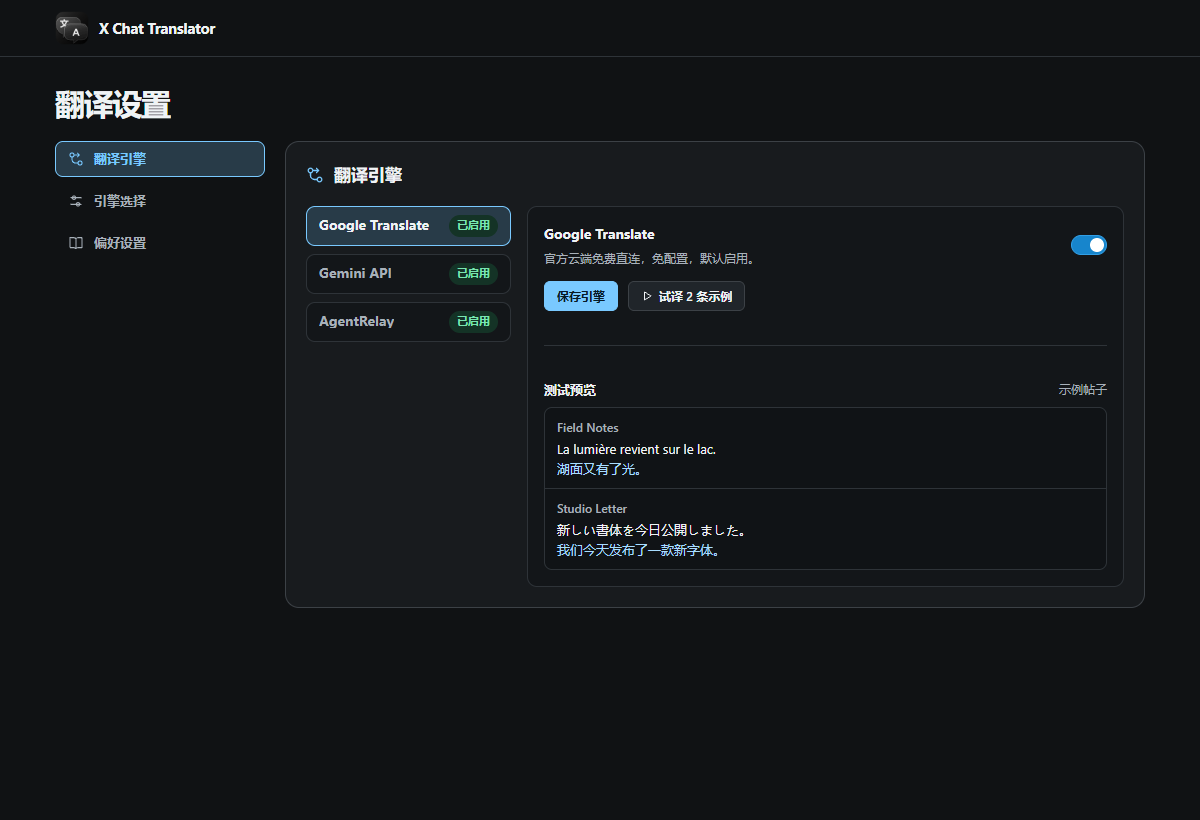 X Chat Translator
翻译设置
翻译引擎
引擎选择
偏好设置
翻译引擎
Google Translate 已启用
Gemini API 已启用
AgentRelay 已启用
Google Translate
官方云端免费直连，免配置，默认启用。
保存引擎
试译 2 条示例
测试预览
示例帖子
Field Notes
La lumière revient sur le lac.
湖面又有了光。
Studio Letter
新しい書体を今日公開しました。
我们今天发布了一款新字体。